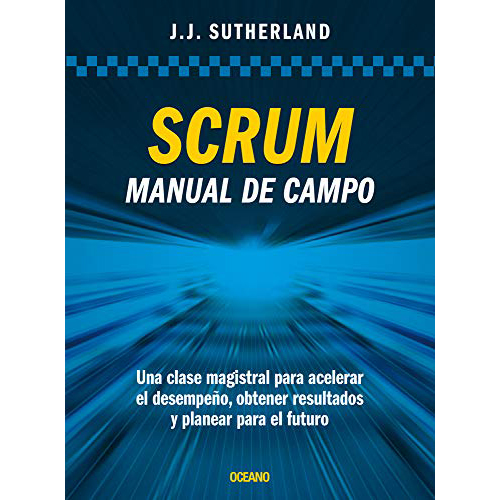 J.J. SUTHERLAND
SCRUM
MANUAL DE CAMPO
Una clase magistral para acelerar
el desempeño, obtener resultados
y planear para el futuro
OCEANO